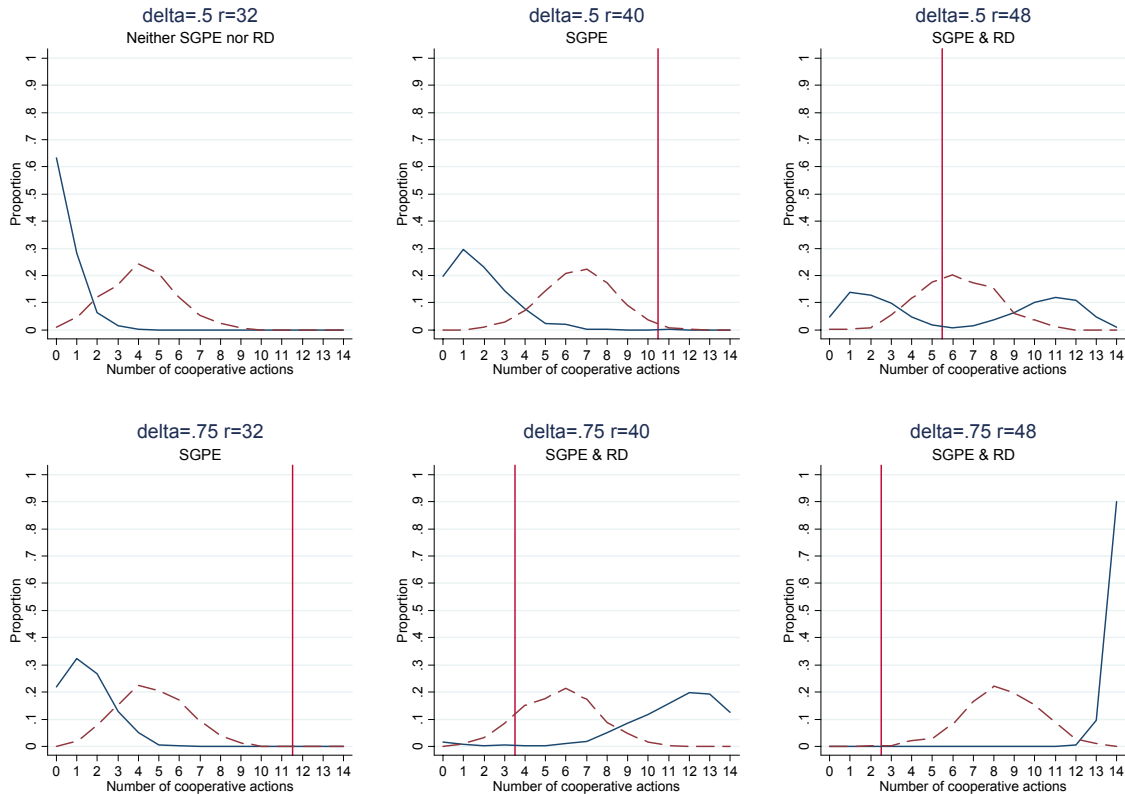 delta=.5 r=32
Neither SGPE nor RD
Proportion
1
.9
.8
.7
.6
.5
.4
.3
.2
.1
0
0 1 2 3 4 5 6 7 8 9 10 11 12 13 14
Number of cooperative actions
delta=.5 r=40
SGPE
Proportion
1
.9
.8
.7
.6
.5
.4
.3
.2
.1
0
0 1 2 3 4 5 6 7 8 9 10 11 12 13 14
Number of cooperative actions
delta=.5 r=48
SGPE & RD
Proportion
1
.9
.8
.7
.6
.5
.4
.3
.2
.1
0
0 1 2 3 4 5 6 7 8 9 10 11 12 13 14
Number of cooperative actions
delta=.75 r=32
SGPE
Proportion
1
.9
.8
.7
.6
.5
.4
.3
.2
.1
0
0 1 2 3 4 5 6 7 8 9 10 11 12 13 14
Number of cooperative actions
delta=.75 r=40
SGPE & RD
Proportion
1
.9
.8
.7
.6
.5
.4
.3
.2
.1
0
0 1 2 3 4 5 6 7 8 9 10 11 12 13 14
Number of cooperative actions
delta=.75 r=48
SGPE & RD
Proportion
1
.9
.8
.7
.6
.5
.4
.3
.2
.1
0
0 1 2 3 4 5 6 7 8 9 10 11 12 13 14
Number of cooperative actions